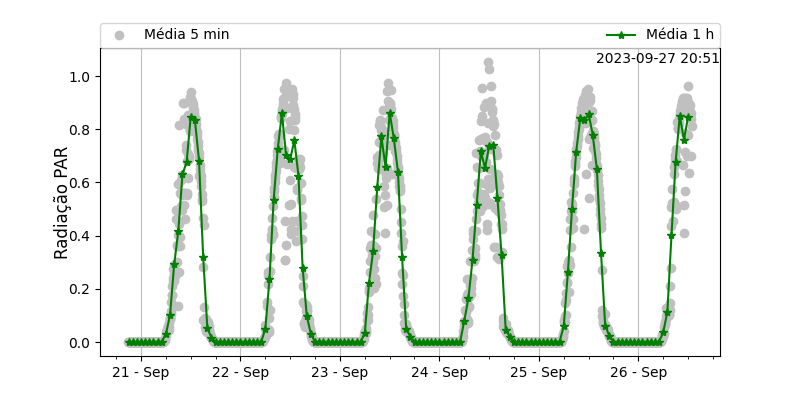 Média 5 min
Média 1 h
2023-09-27 20:51
Radiação PAR
1.0
0.8
0.6
0.4
0.2
0.0
21 - Sep
22 - Sep
23 - Sep
24 - Sep
25 - Sep
26 - Sep